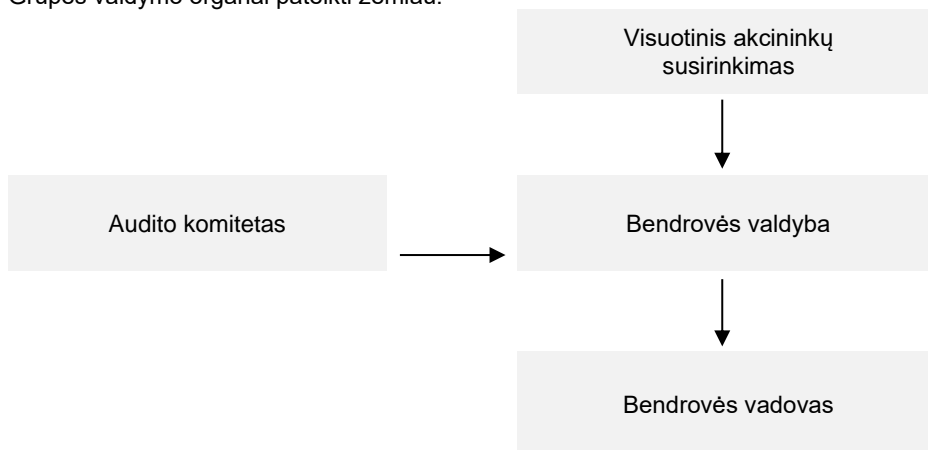 Grupės valdymo organai pateikti žemiau:
Visuotinis akcininkų
susirinkimas
Audito komitetas
Bendrovės valdyba
Bendrovės vadovas